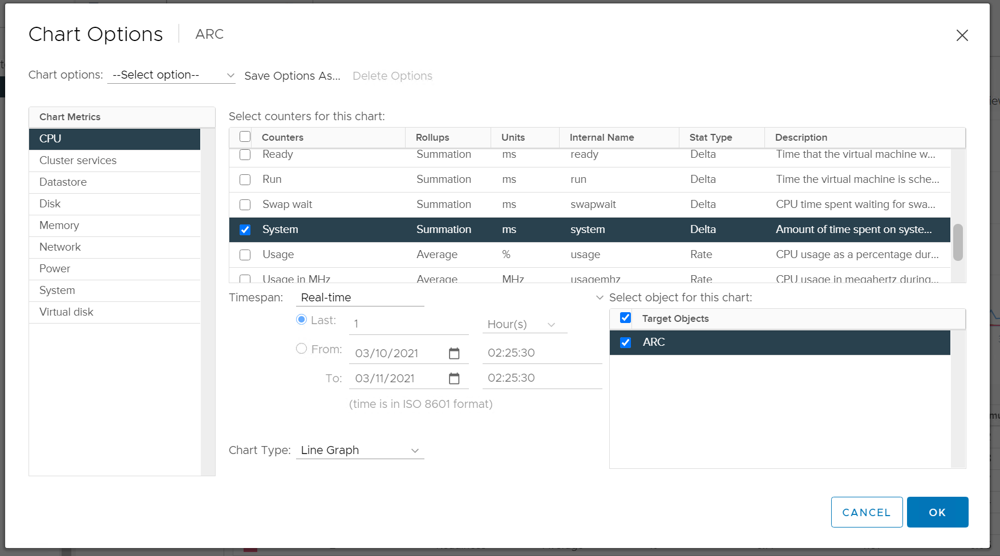 Chart Options ARC
Chart options: --Select option-- Save Options As... Delete Options
Chart Metrics
CPU
Cluster services
Datastore
Disk
Memory
Network
Power
System
Virtual disk
Select counters for this chart:
Counters Rollups Units Internal Name Stat Type Description
Ready Summation ms ready Delta Time that the virtual machine w...
Run Summation ms run Delta Time the virtual machine is sche...
Swap wait Summation ms swapwait Delta CPU time spent waiting for swa...
System Summation ms system Delta Amount of time spent on syste...
Usage Average % usage Rate CPU usage as a percentage dur...
Usage in MHz Average MHz usagemhz Rate CPU usage in megahertz during...
Timespan: Real-time
Last: 1 Hour(s)
From: 03/10/2021 02:25:30
To: 03/11/2021 02:25:30
(time is in ISO 8601 format)
Chart Type: Line Graph
Select object for this chart:
Target Objects
ARC
CANCEL OK